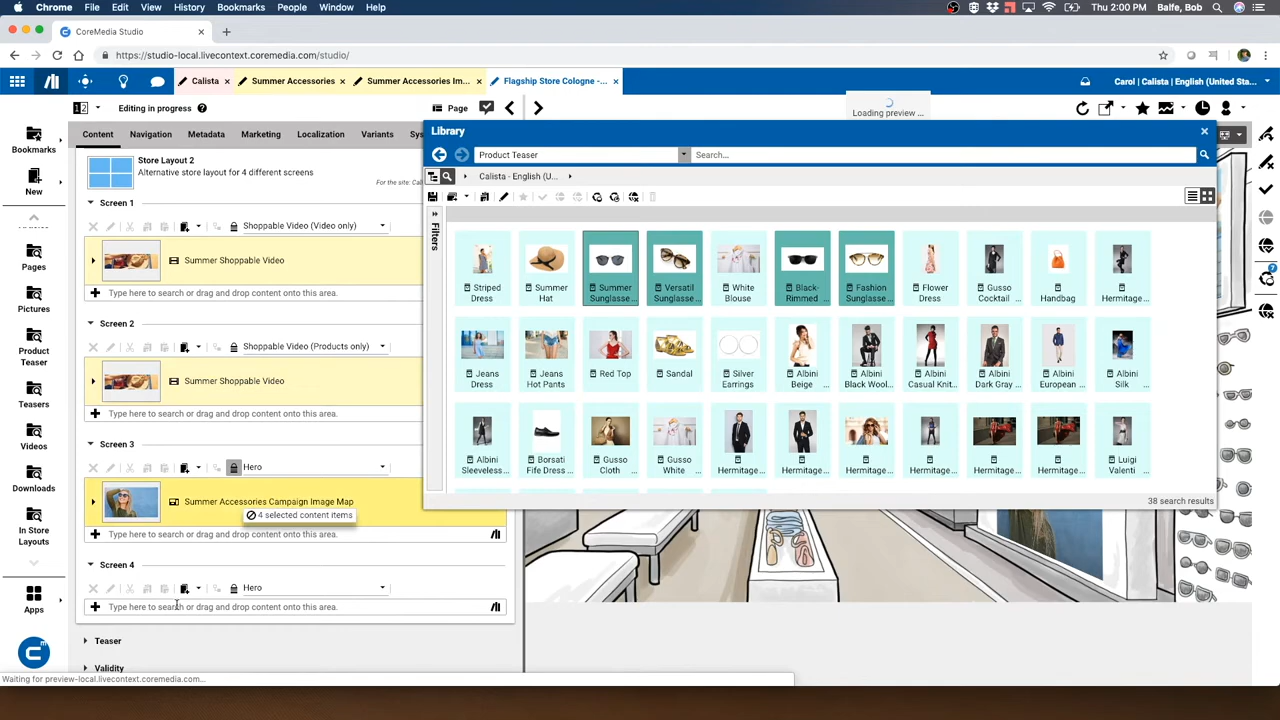 Chrome File Edit View History Bookmarks People Window Help Thu 2:00 PM Balfe, Bob
CoreMedia Studio
https://studio-local.livecontext.coremedia.com/studio/
Calista Summer Accessories Summer Accessories Im... Flagship Store Cologne -... Carol | Calista | English (United Sta...
12 Editing in progress Page Loading preview ...
Content Navigation Metadata Marketing Localization Variants Sys
Bookmarks
New
Articles
Pages
Pictures
Product
Teaser
Teasers
Videos
Downloads
In Store
Layouts
Apps
Store Layout 2
Alternative store layout for 4 different screens
For the site: Cali
Screen 1
Shoppable Video (Video only)
Summer Shoppable Video
Type here to search or drag and drop content onto this area.
Screen 2
Shoppable Video (Products only)
Summer Shoppable Video
Type here to search or drag and drop content onto this area.
Screen 3
Hero
Summer Accessories Campaign Image Map
4 selected content items
Type here to search or drag and drop content onto this area.
Screen 4
Hero
Type here to search or drag and drop content onto this area.
Teaser
Validity
Waiting for preview-local.livecontext.coremedia.com...
Library
Product Teaser Search...
Calista - English (U...
Filters
Striped
Dress
Summer
Hat
Summer
Sunglasse...
Versatil
Sunglasse...
White
Blouse
Black-
Rimmed ...
Fashion
Sunglasse...
Flower
Dress
Gusso
Cocktail ...
Handbag
Hermitage...
Jeans
Dress
Jeans
Hot Pants
Red Top
Sandal
Silver
Earrings
Albini
Beige ...
Albini
Black Wool...
Albini
Casual Knit...
Albini
Dark Gray ...
Albini
European ...
Albini
Silk ...
Albini
Sleeveless...
Borsati
Fife Dress...
Gusso
Cloth ...
Gusso
White ...
Hermitage...
Hermitage...
Hermitage...
Hermitage...
Hermitage...
Hermitage...
Luigi
Valenti ...
38 search results